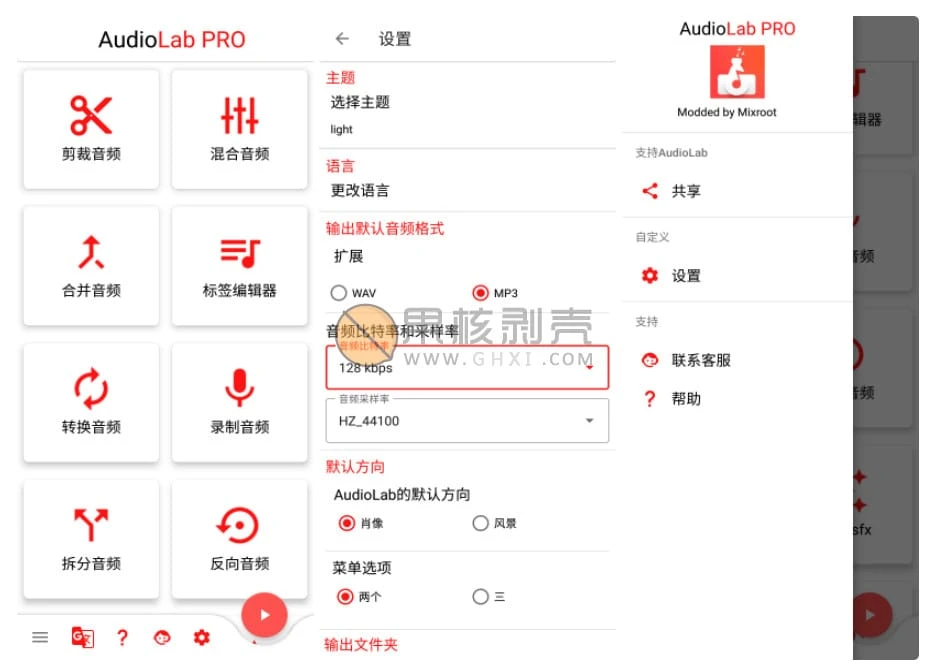 AudioLab PRO
剪裁音频
混合音频
合并音频
标签编辑器
转换音频
录制音频
拆分音频
反向音频
设置
主题
选择主题
light
语言
更改语言
输出默认音频格式
扩展
WAV
MP3
音频比特率和采样率
音频比特率
128 kbps
音频采样率
HZ_44100
默认方向
AudioLab的默认方向
肖像
风景
菜单选项
两个
三
输出文件夹
果核剥壳
WWW.GHXI.COM
AudioLab PRO
Modded by Mixroot
支持AudioLab
共享
自定义
设置
支持
联系客服
?
帮助
辑器
音频
音频
sfx